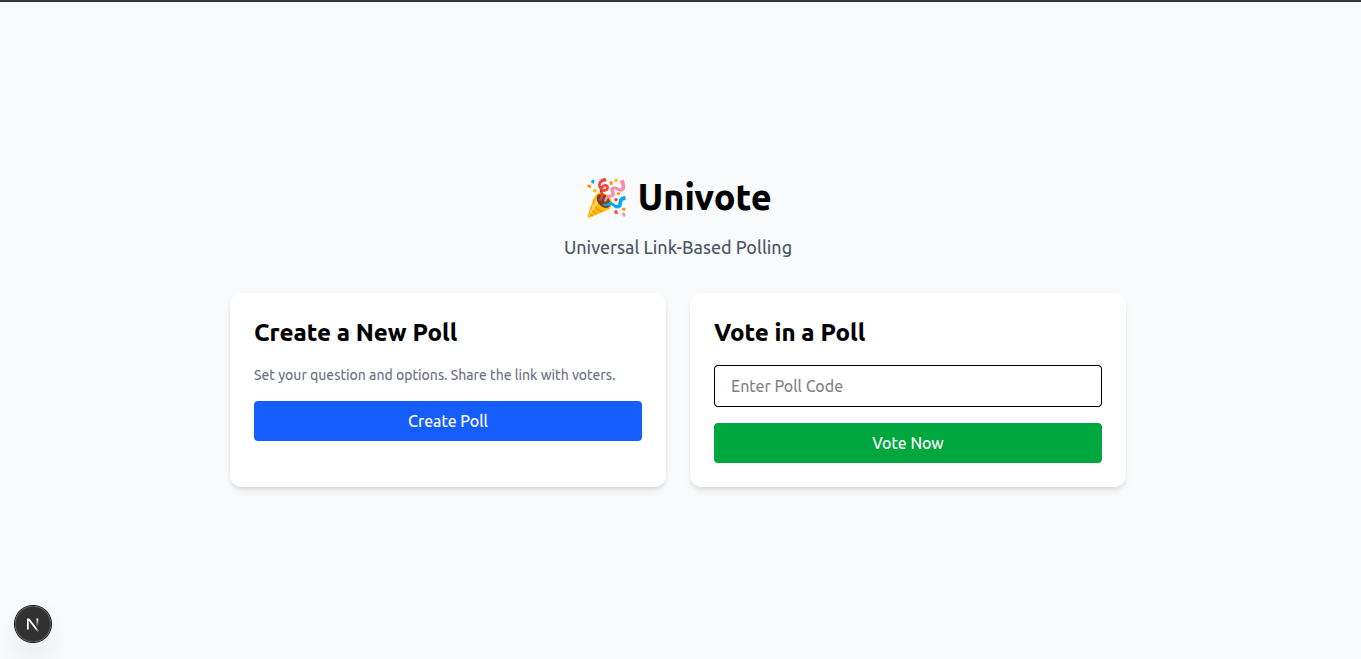 🎉 Univote
Universal Link-Based Polling
Create a New Poll
Set your question and options. Share the link with voters.
Create Poll
Vote in a Poll
Enter Poll Code
Vote Now
N